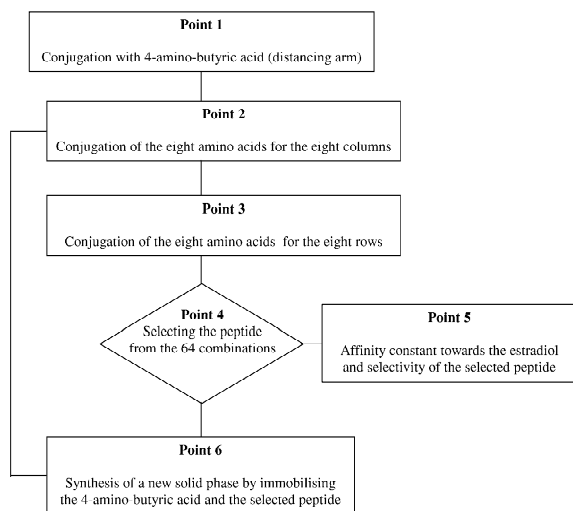 Point 1
Conjugation with 4-amino-butyric acid (distancing arm)
Point 2
Conjugation of the eight amino acids for the eight columns
Point 3
Conjugation of the eight amino acids for the eight rows
Point 4
Selecting the peptide
from the 64 combinations
Point 5
Affinity constant towards the estradiol
and selectivity of the selected peptide
Point 6
Synthesis of a new solid phase by immobilising
the 4-amino-butyric acid and the selected peptide